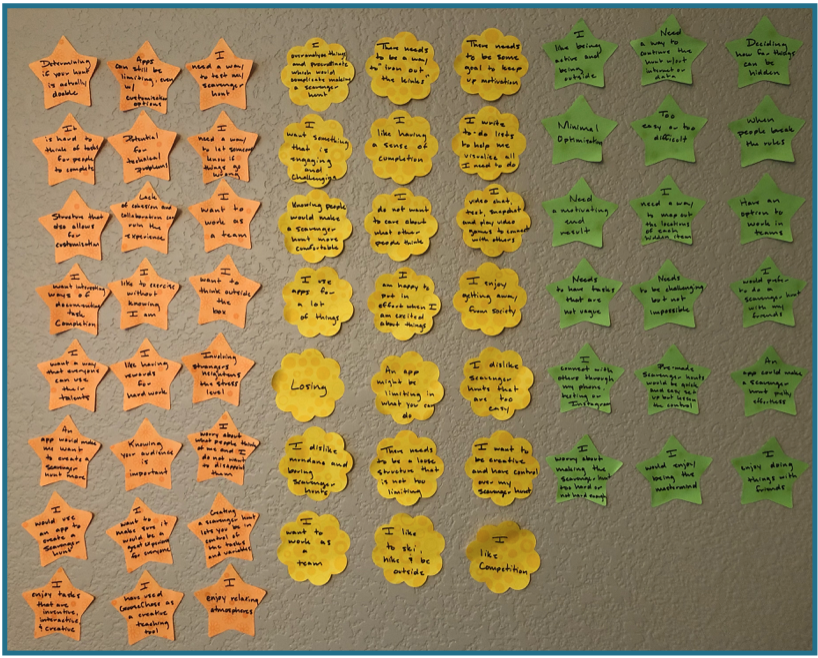 Determining
if your hunt
is actually
doable
Apps
can still be
limiting, even
w/
customization
options
I
need a way
to test my
scavenger
hunt
It
is hard to
think of tasks
for people
to complete
Potential
for
technical
problems!
I
need a way
to let someone
know if
things go
wrong
Structure that
also allows
for
customization
Lack
of cohesion and
collaboration can
ruin the
experience
I
want to
work as
a team
I
want interesting
ways of
documenting
task
Completion
I
like to exercise
without
knowing
I am
I
want to
think outside
the
box
I
want a way
that everyone
can use
their
talents
I
like having
rewards
for
hard work
Involving
strangers
heightens
the stress
level
An
app would make
me want
to create a
Scavenger
hunt more
Knowing
your audience
is
important
I
worry about
what people think
of me and I
do not want
to disappoint
them
I
would use
an app to
create a
Scavenger
hunt
I
want to
make sure it
would be a
good experience
for everyone
Creating
a scavenger hunt
lets you be in
control of
the tasks
and variables
I
enjoy tasks
that are
inventive,
interactive,
& creative
I
have used
GooseChase as
a creative
teaching
tool
I
enjoy relaxing
atmospheres
I
overanalyze things
and procrastinate
which would
complicate making
a scavenger
hunt
There needs
to be a way
to "iron out
the kinks"
There needs
to be some
goal to keep
up motivation
I
want something
that is
engaging
and
challenging
I
like having
a sense of
completion
I write
to-do lists
to help me
visualize all
I need to do
Knowing people
would make
a scavenger
hunt more
comfortable
I
do not want
to care about
what other
people think
I
video chat,
text, snapchat
and play video
games to connect
with others
I use
apps for
a lot
of things
I
am happy to
put in
effort when I
am excited
about things
I enjoy
getting away
from society
Losing
An app
might be
limiting in
what you can
do
I dislike
scavenger
hunts that
are too
easy
I dislike
mundane and
boring
scavenger
hunts
There needs
to be a loose
structure that
is not too
limiting
I want to
be creative
and have control
over my
scavenger hunt
I
want to
work as
a
team
I like
to ski,
hike & be
outside
I
like
Competition
I
like being
active and
being
outside
Need
a way to
continue the
hunt w/out
internet or
data
Deciding
how far things
can be
hidden
Minimal
Optimizating
Too
easy or too
difficult
When
people break
the rules
Need
a motivating
end
result
I
need a way
to map out
the locations
of each
hidden item
Have an
option to
work in
teams
Needs
to have tasks
that are
not vague
Needs
to be challenging
but not
impossible
I
would prefer
to do a
scavenger hunt
with my
friends
I
connect with
others through
my phone
texting or
Instagram
Pre-made
Scavenger hunts
would be quick
and easy set
up but lessen
the control
An
app could make
a scavenger
hunt pretty
effortless
I
worry about
making the
scavenger hunt
too hard or
not hard enough
I
would enjoy
being the
mastermind
I
enjoy doing
things with
friends